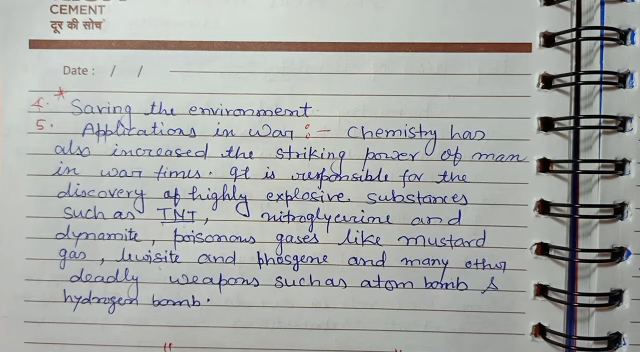 CEMENT
दूर की सोच
Date: / /
4. * Saving the environment.
5. Applications in war :- Chemistry has
also increased the striking power of man
in war times. It is responsible for the
discovery of highly explosive substances
such as TNT, nitroglycerine and
dynamite, poisonous gases like mustard
gas, lewisite and phosgene and many other
deadly weapons such as atom bomb &
hydrogen bomb.